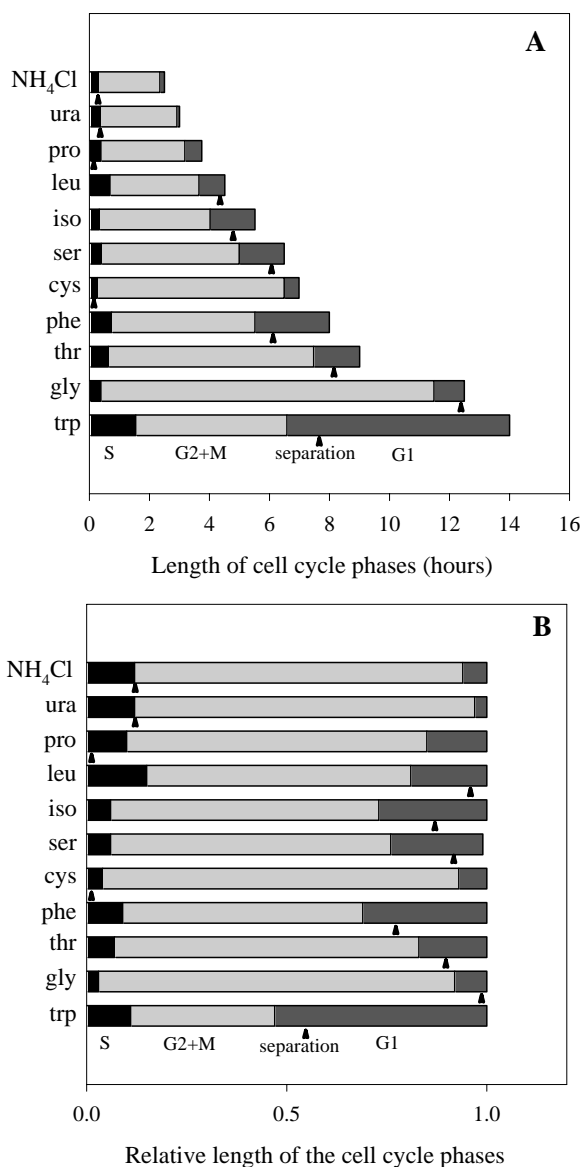 A
NH4Cl
ura
pro
leu
iso
ser
cys
phe
thr
gly
trp
S G2+M separation G1
0 2 4 6 8 10 12 14 16
Length of cell cycle phases (hours)
B
NH4Cl
ura
pro
leu
iso
ser
cys
phe
thr
gly
trp
S G2+M separation G1
0.0 0.5 1.0
Relative length of the cell cycle phases